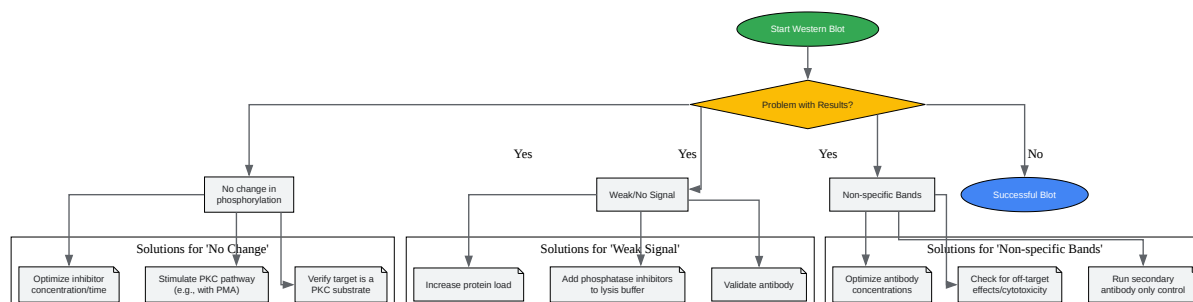 Start Western Blot
Problem with Results?
Yes
Yes
Yes
No
No change in
phosphorylation
Weak/No Signal
Non-specific Bands
Successful Blot
Solutions for 'No Change'
Solutions for 'Weak Signal'
Solutions for 'Non-specific Bands'
Optimize inhibitor
concentration/time
Stimulate PKC pathway
(e.g., with PMA)
Verify target is a
PKC substrate
Increase protein load
Add phosphatase inhibitors
to lysis buffer
Validate antibody
Optimize antibody
concentrations
Check for off-target
effects/cytotoxicity
Run secondary
antibody only control